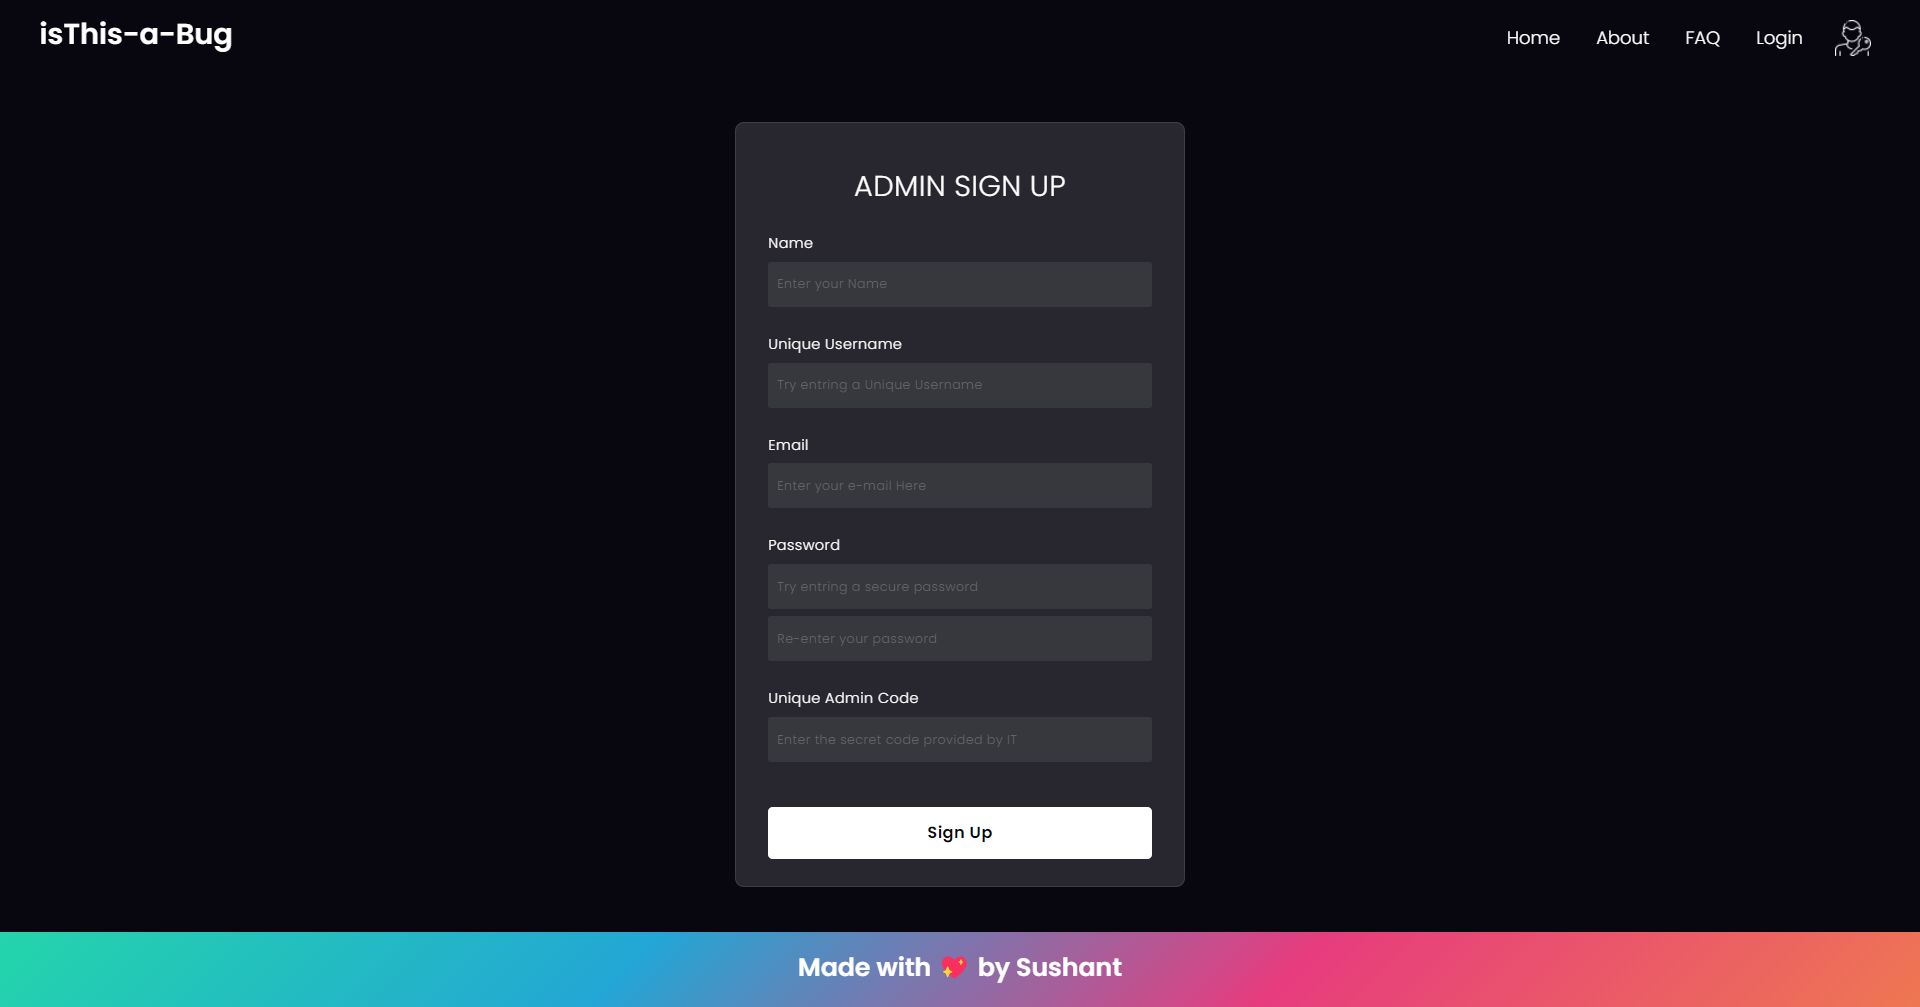 isThis-a-Bug
Home
About
FAQ
Login
ADMIN SIGN UP
Name
Enter your Name
Unique Username
Try entring a Unique Username
Email
Enter your e-mail Here
Password
Try entring a secure password
Re-enter your password
Unique Admin Code
Enter the secret code provided by IT
Sign Up
Made with 💖 by Sushant